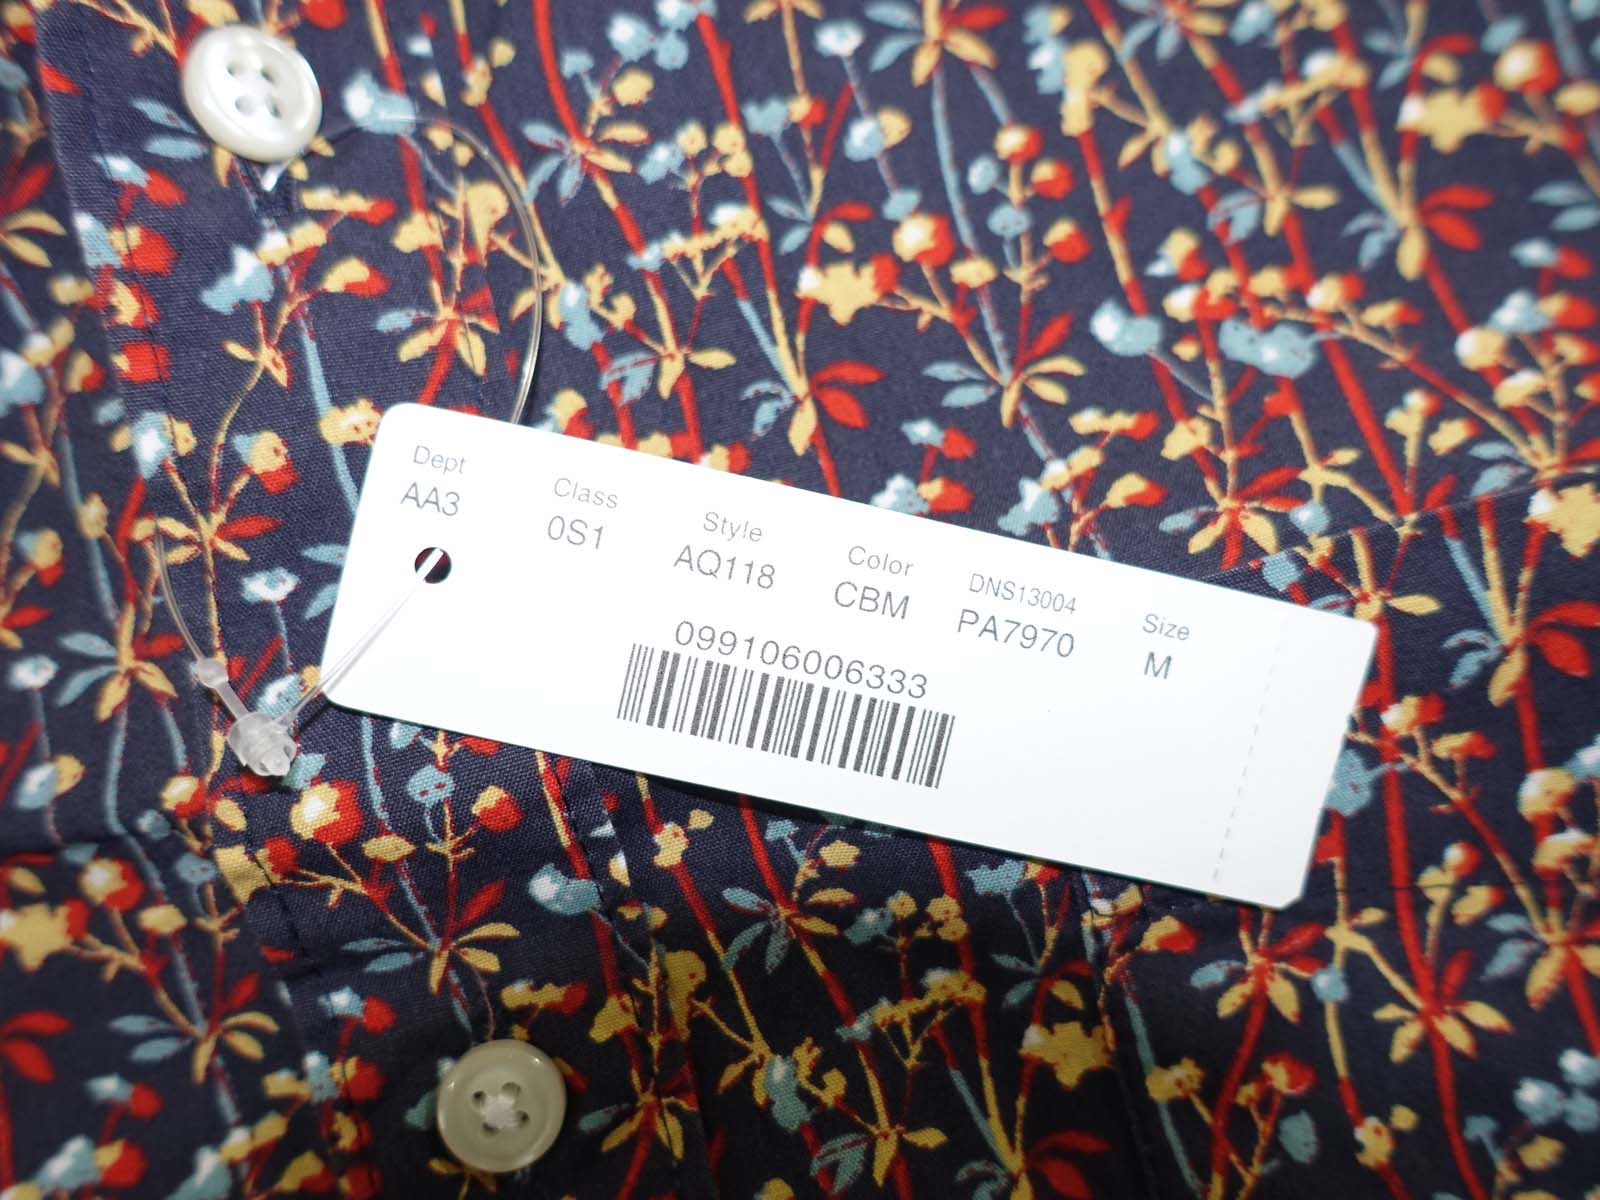 Dept Class Style Color DNS13004 Size
AA3 0S1 AQ118 CBM PA7970 M
099106006333